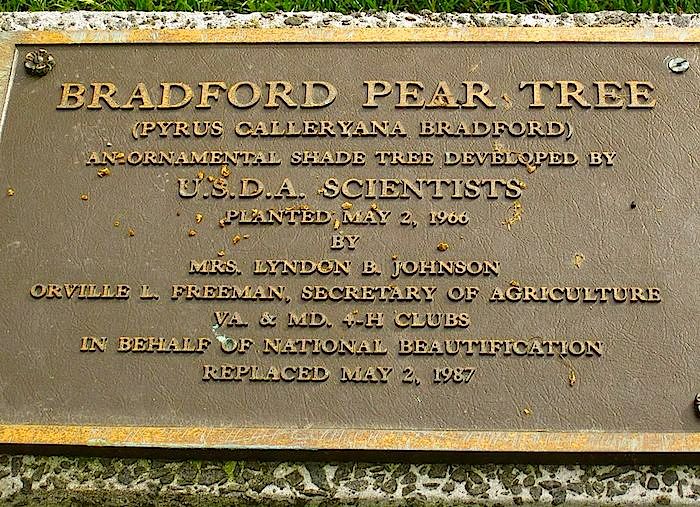 BRADFORD PEAR TREE
(PYRUS CALLERYANA BRADFORD)
AN ORNAMENTAL SHADE TREE DEVELOPED BY
U.S.D.A. SCIENTISTS
PLANTED MAY 2, 1966
BY
MRS. LYNDON B. JOHNSON
ORVILLE L. FREEMAN, SECRETARY OF AGRICULTURE
VA. & MD. 4-H CLUBS
IN BEHALF OF NATIONAL BEAUTIFICATION
REPLACED MAY 2, 1987